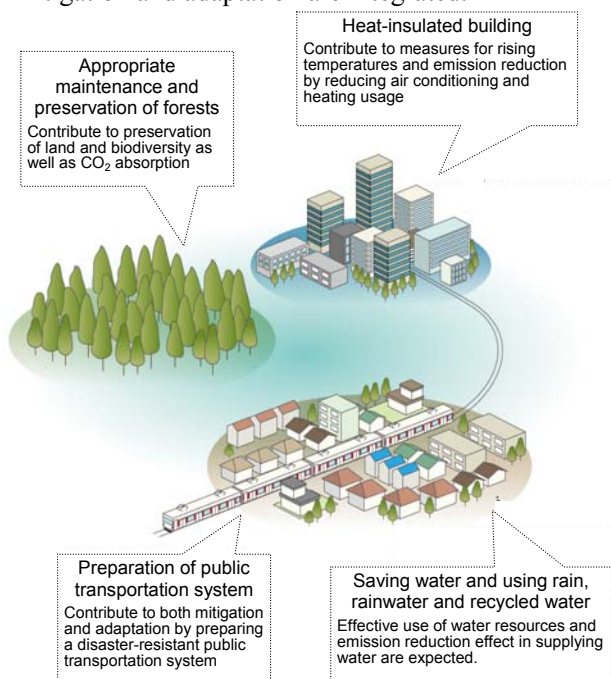 Heat-insulated building
Contribute to measures for rising
temperatures and emission reduction
by reducing air conditioning and
heating usage
Appropriate
maintenance and
preservation of forests
Contribute to preservation
of land and biodiversity as
well as CO₂ absorption
Preparation of public
transportation system
Contribute to both mitigation
and adaptation by preparing
a disaster-resistant public
transportation system
Saving water and using rain,
rainwater and recycled water
Effective use of water resources and
emission reduction effect in supplying
water are expected.